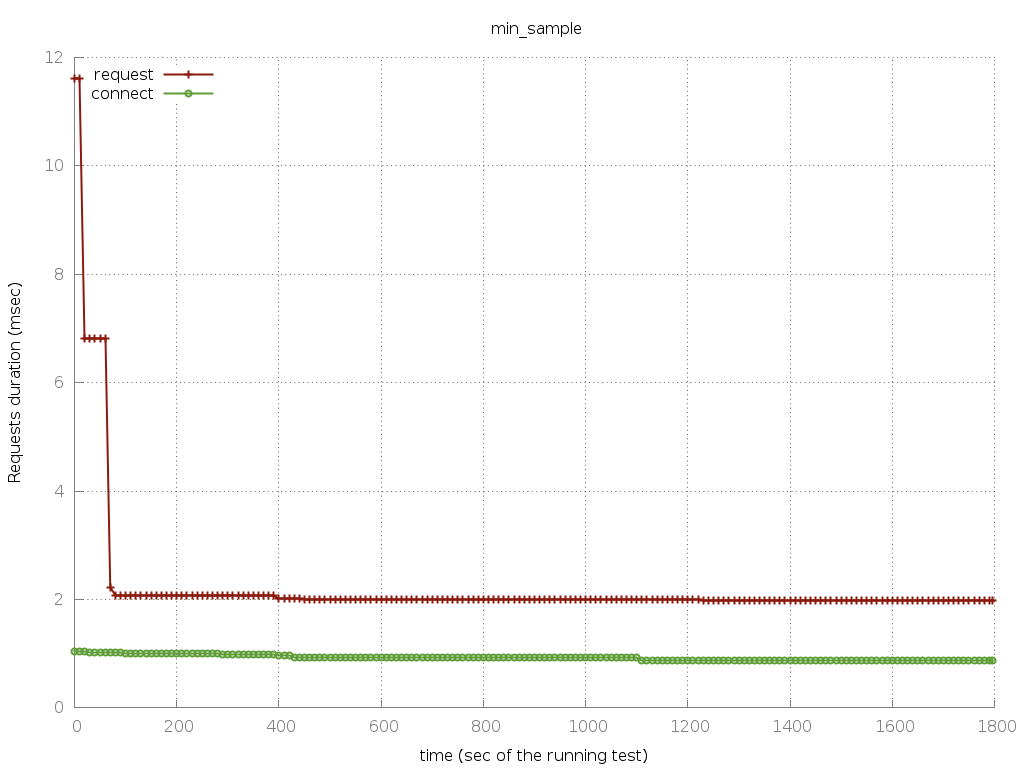 min_sample
12
request
connect
10
8
6
4
2
0
Requests duration (msec)
0 200 400 600 800 1000 1200 1400 1600 1800
time (sec of the running test)